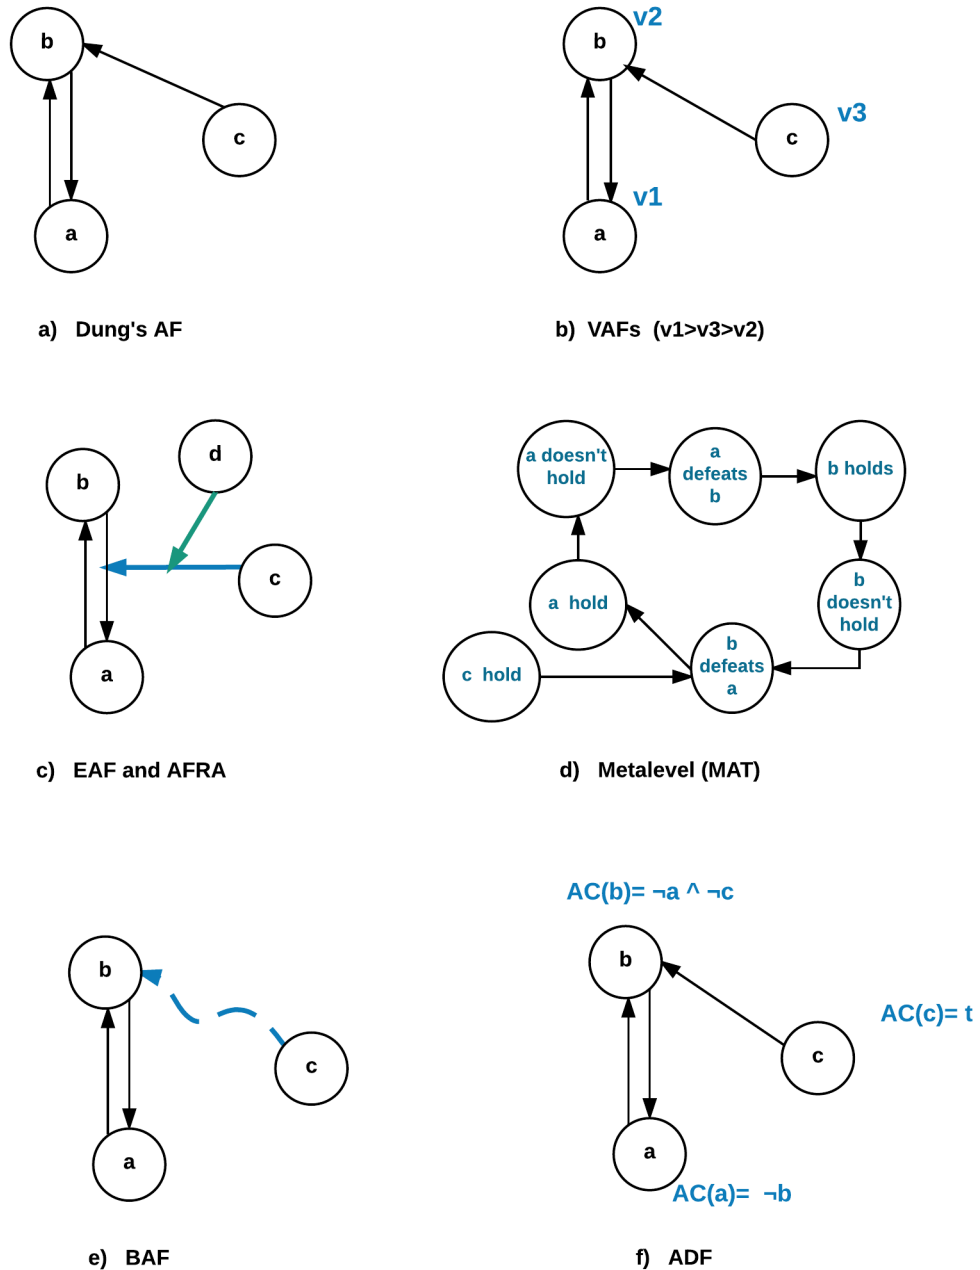 b
c
a
a) Dung's AF
v2
b
v3
c
v1
a
b) VAFs (v1>v3>v2)
d
b
c
a
c) EAF and AFRA
a doesn't
hold
a
defeats
b
b holds
b
doesn't
hold
a hold
b
defeats
a
c hold
d) Metalevel (MAT)
b
c
a
e) BAF
AC(b)= ¬a ^ ¬c
b
AC(c)= t
c
a
AC(a)= ¬b
f) ADF